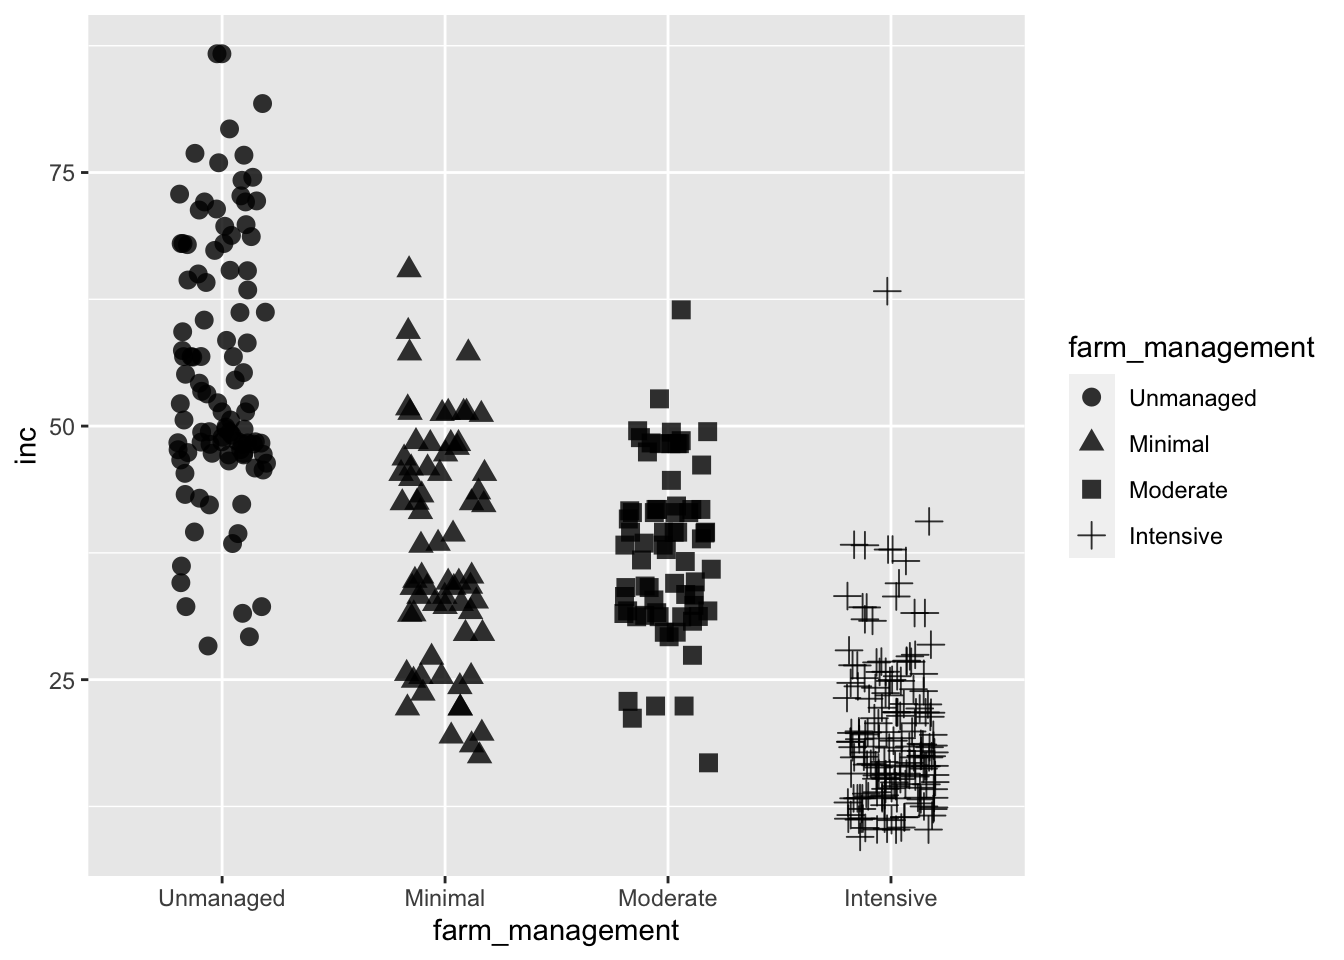 75
50
25
inc
Unmanaged
Minimal
Moderate
Intensive
farm_management
farm_management
Unmanaged
Minimal
Moderate
Intensive